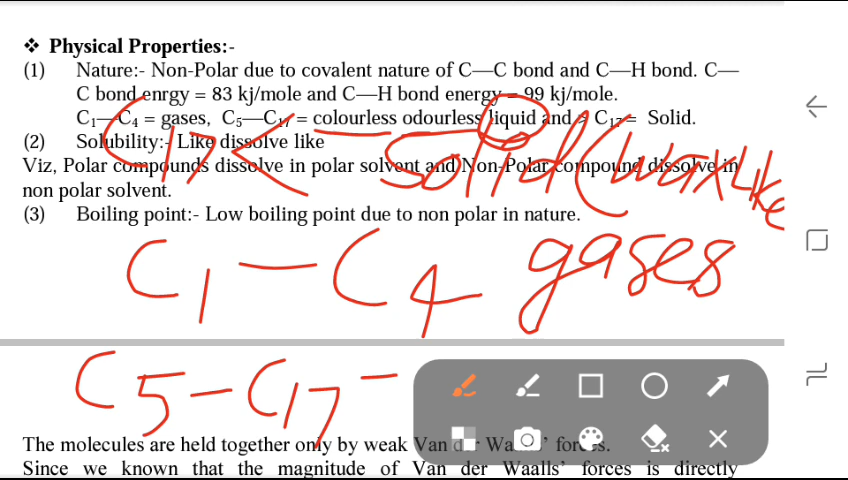 ❖ Physical Properties:-
(1) Nature:- Non-Polar due to covalent nature of C—C bond and C—H bond. C—
C bond enrgy = 83 kj/mole and C—H bond energy = 99 kj/mole.
C₁—C₄ = gases, C₅—C₁₇ = colourless odourless liquid and > C₁₇ = Solid.
(2) Solubility:- Like dissolve like
C17< - Solid (waxlike
Viz, Polar compounds dissolve in polar solvent and Non-Polar compound dissolve in
non polar solvent.
(3) Boiling point:- Low boiling point due to non polar in nature.
C1 - C4 gases
C5 - C17 -
The molecules are held together only by weak Van der Waalls' forces.
Since we known that the magnitude of Van der Waalls' forces is directly